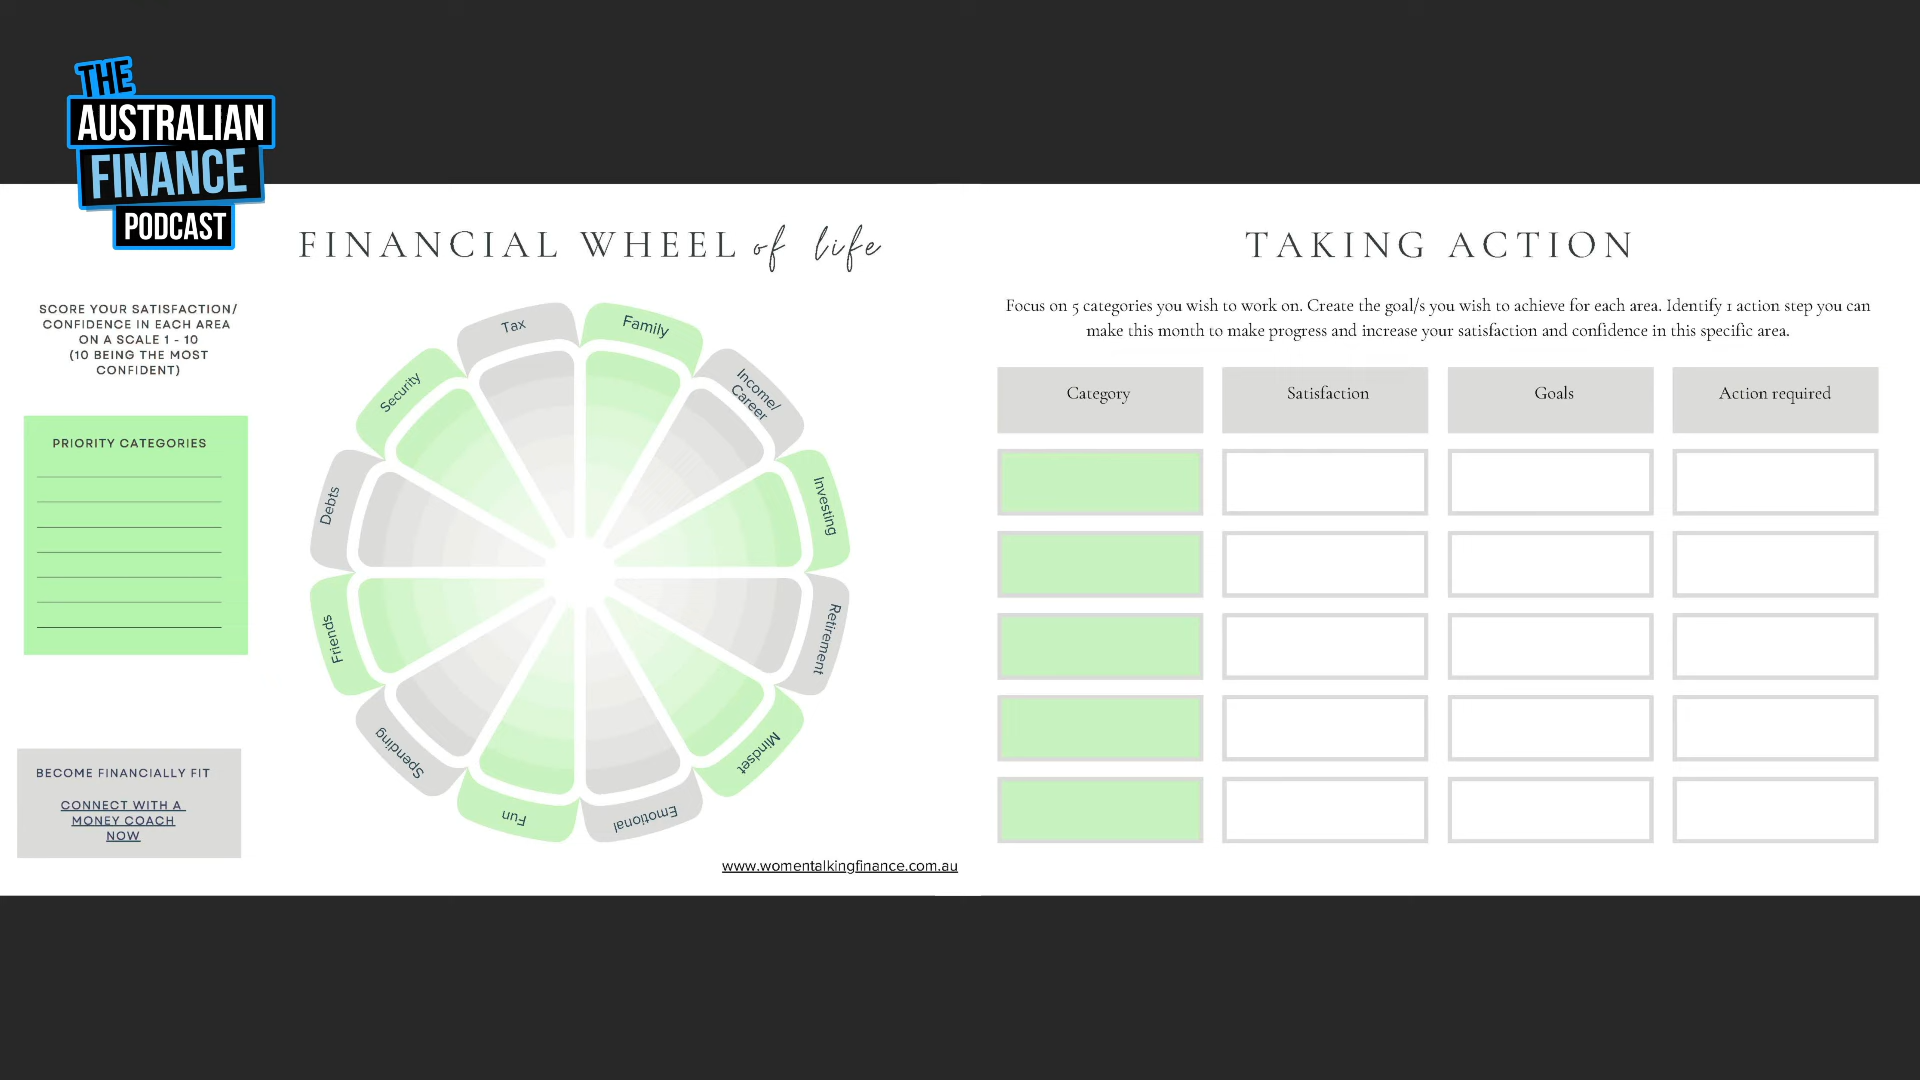 THE
AUSTRALIAN
FINANCE
PODCAST
FINANCIAL WHEEL of life
SCORE YOUR SATISFACTION/
CONFIDENCE IN EACH AREA
ON A SCALE 1 - 10
(10 BEING THE MOST
CONFIDENT)
PRIORITY CATEGORIES
BECOME FINANCIALLY FIT
CONNECT WITH A
MONEY COACH
NOW
Family
Income/
Career
Investing
Retirement
Mindset
Emotional
Fun
Spending
Friends
Debts
Security
Tax
www.womentalkingfinance.com.au
TAKING ACTION
Focus on 5 categories you wish to work on. Create the goal/s you wish to achieve for each area. Identify 1 action step you can
make this month to make progress and increase your satisfaction and confidence in this specific area.
Category
Satisfaction
Goals
Action required